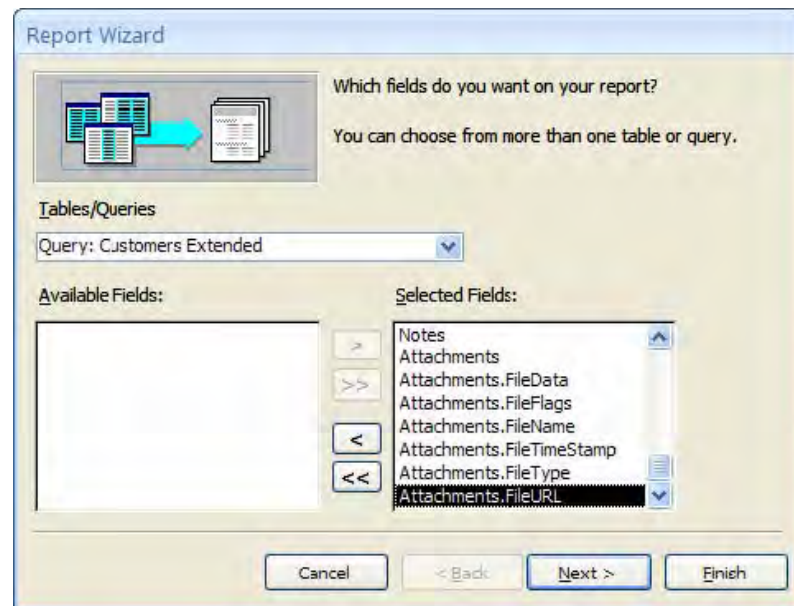 Report Wizard
Which fields do you want on your report?
You can choose from more than one table or query.
Tables/Queries
Query: Customers Extended
Available Fields:
Selected Fields:
>
>>
<
<<
Notes
Attachments
Attachments.FileData
Attachments.FileFlags
Attachments.FileName
Attachments.FileTimeStamp
Attachments.FileType
Attachments.FileURL
Cancel
< Back
Next >
Finish